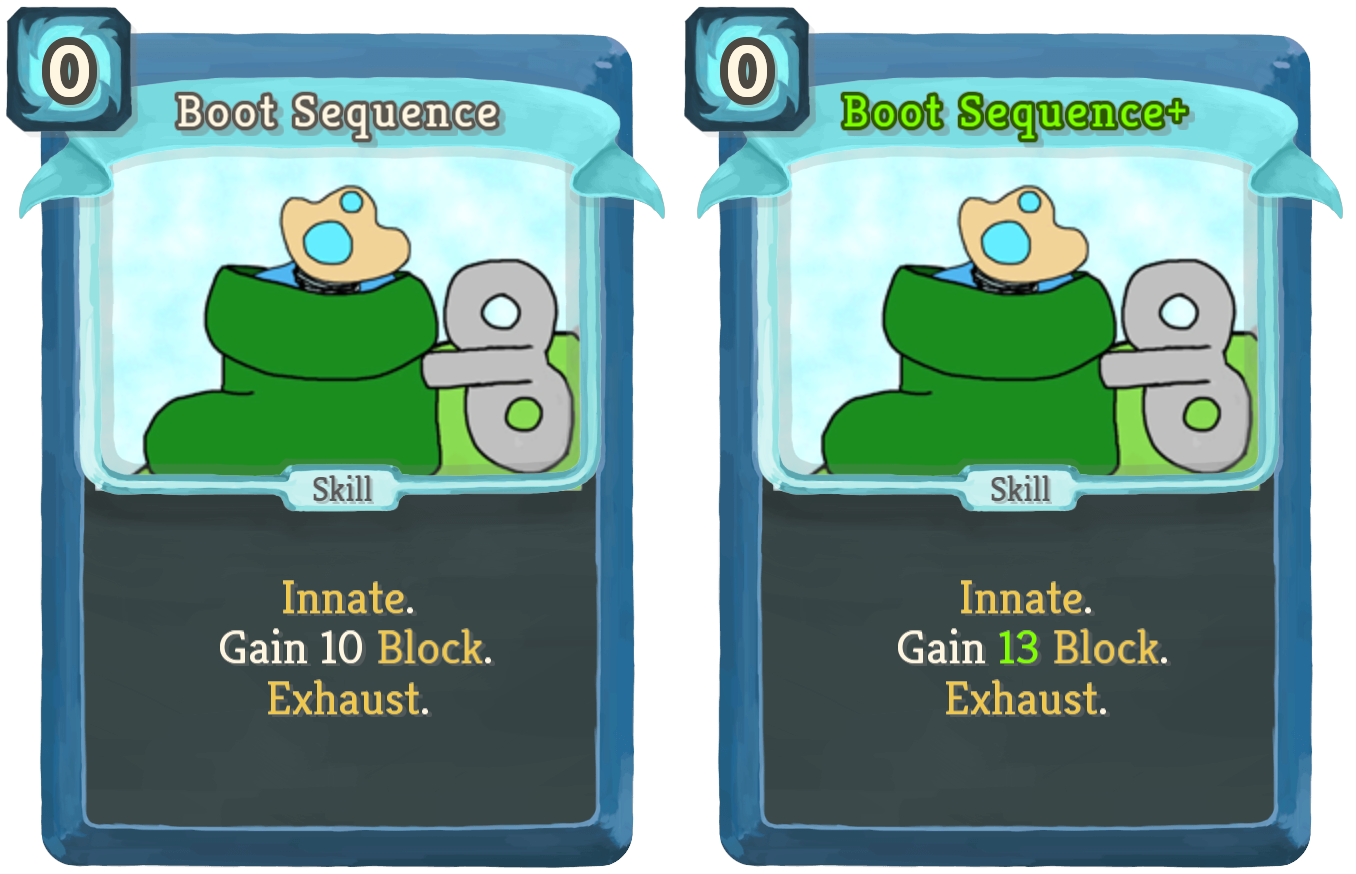 0
Boot Sequence
Skill
Innate.
Gain 10 Block.
Exhaust.
0
Boot Sequence+
Skill
Innate.
Gain 13 Block.
Exhaust.